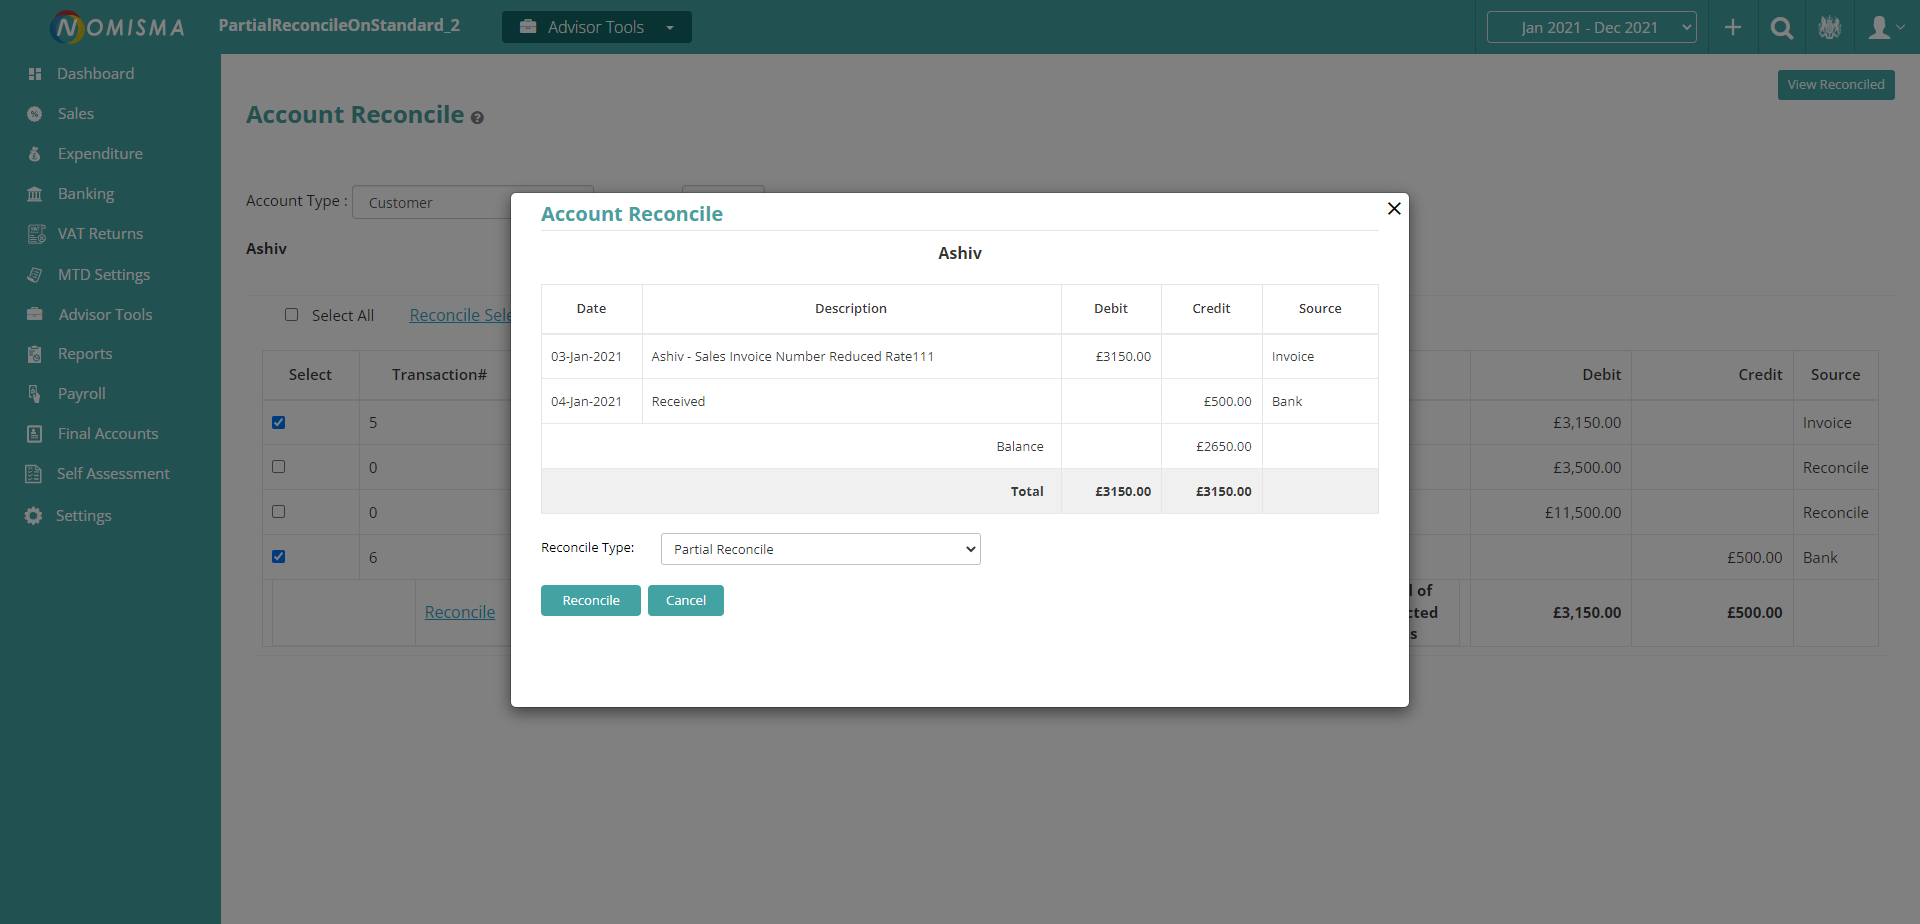 NOMISMA
PartialReconcileOnStandard_2
Advisor Tools
Jan 2021 - Dec 2021
Dashboard
Sales
Expenditure
Banking
VAT Returns
MTD Settings
Advisor Tools
Reports
Payroll
Final Accounts
Self Assessment
Settings
View Reconciled
Account Reconcile
Account Type :
Customer
Ashiv
Select All
Reconcile Sele
Select Transaction# Debit Credit Source
5 £3,150.00 Invoice
0 £3,500.00 Reconcile
0 £11,500.00 Reconcile
6 £500.00 Bank
Reconcile £3,150.00 £500.00
Account Reconcile
Ashiv
Date Description Debit Credit Source
03-Jan-2021 Ashiv - Sales Invoice Number Reduced Rate111 £3150.00 Invoice
04-Jan-2021 Received £500.00 Bank
Balance £2650.00
Total £3150.00 £3150.00
Reconcile Type:
Partial Reconcile
Reconcile
Cancel